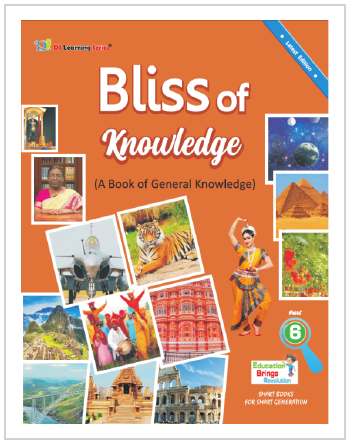 DS Learning Series®
Latest Edition
Bliss of
Knowledge
(A Book of General Knowledge)
Part
6
Education
Brings
Revolution
SMART BOOKS
FOR SMART GENERATION